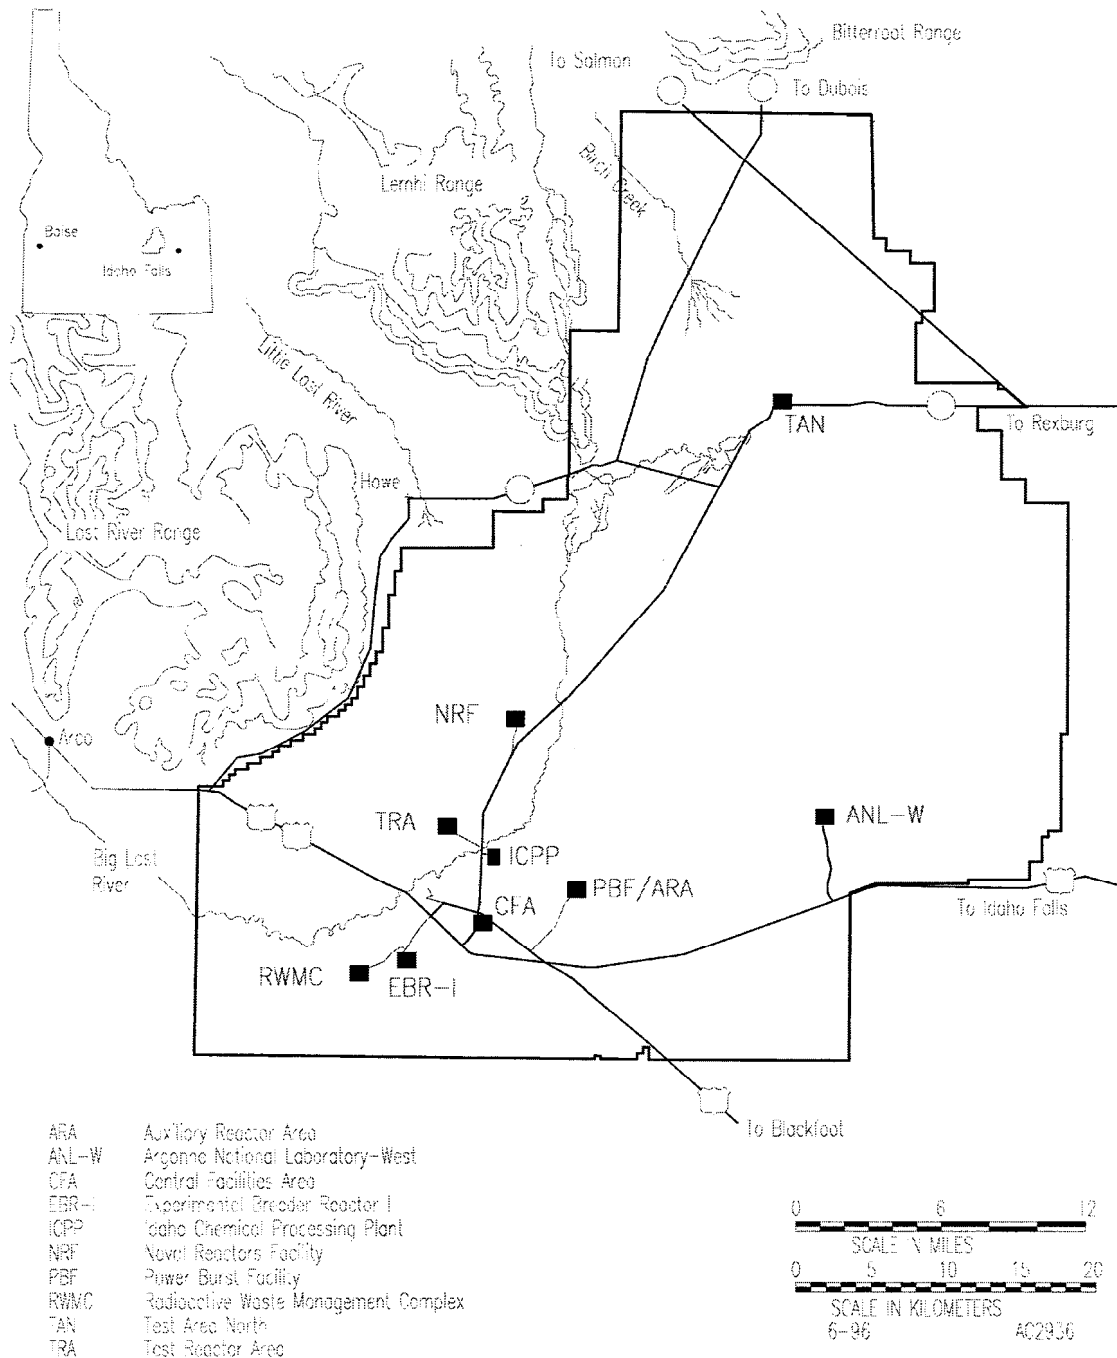 Bitterroot Range
To Salmon
To Dubois
Birch Creek
Lemhi Range
Boise
Idaho Falls
Little Lost River
TAN
To Rexburg
Howe
Lost River Range
NRF
Arco
TRA
ANL-W
ICPP
Big Lost
River
PBF/ARA
CFA
To Idaho Falls
RWMC
EBR-I
To Blackfoot
ARA Auxiliary Reactor Area
ANL-W Argonne National Laboratory-West
CFA Central Facilities Area
EBR-I Experimental Breeder Reactor I
ICPP Idaho Chemical Processing Plant
NRF Naval Reactors Facility
PBF Power Burst Facility
RWMC Radioactive Waste Management Complex
TAN Test Area North
TRA Test Reactor Area
0 6 12
SCALE IN MILES
0 5 10 15 20
SCALE IN KILOMETERS
6-96 AC2936